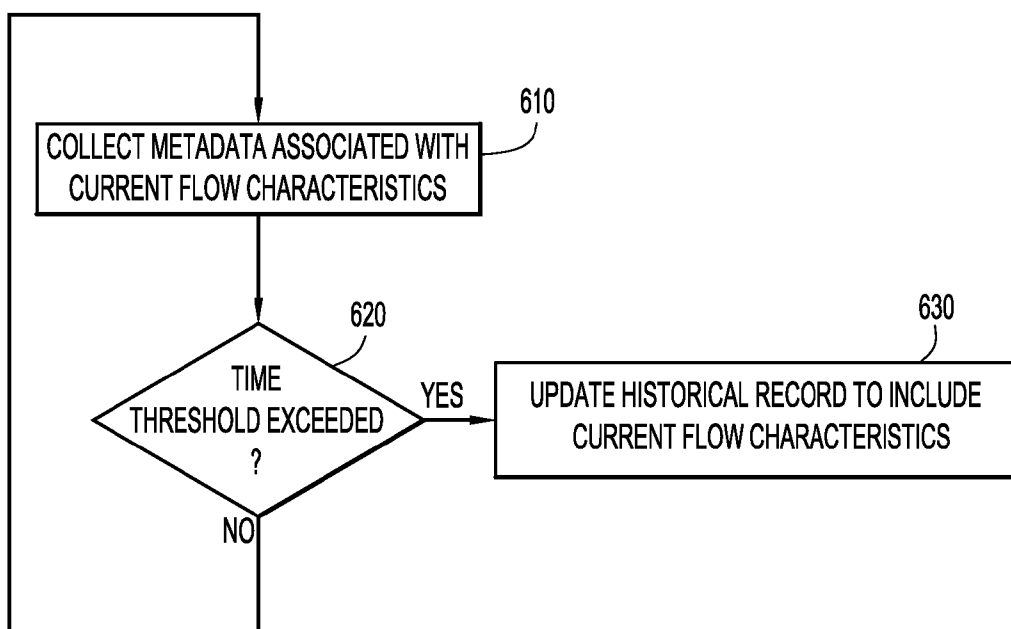 610
COLLECT METADATA ASSOCIATED WITH
CURRENT FLOW CHARACTERISTICS
620
630
TIME
THRESHOLD EXCEEDED
?
YES
UPDATE HISTORICAL RECORD TO INCLUDE
CURRENT FLOW CHARACTERISTICS
NO